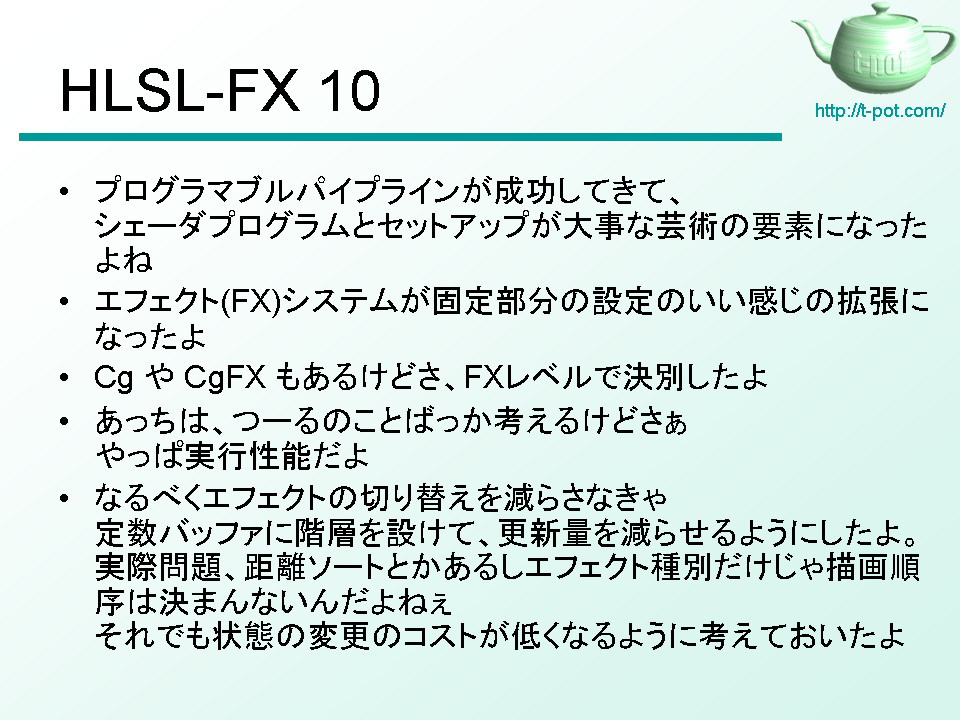 t-pot
HLSL-FX 10
http://t-pot.com/
• プログラマブルパイプラインが成功してきて、
シェーダプログラムとセットアップが大事な芸術の要素になった
よね
• エフェクト(FX)システムが固定部分の設定のいい感じの拡張に
なったよ
• Cg や CgFX もあるけどさ、FXレベルで決別したよ
• あっちは、つーるのことばっか考えるけどさぁ
やっぱ実行性能だよ
• なるべくエフェクトの切り替えを減らさなきゃ
定数バッファに階層を設けて、更新量を減らせるようにしたよ。
実際問題、距離ソートとかあるしエフェクト種別だけじゃ描画順
序は決まんないんだよねぇ
それでも状態の変更のコストが低くなるように考えておいたよ